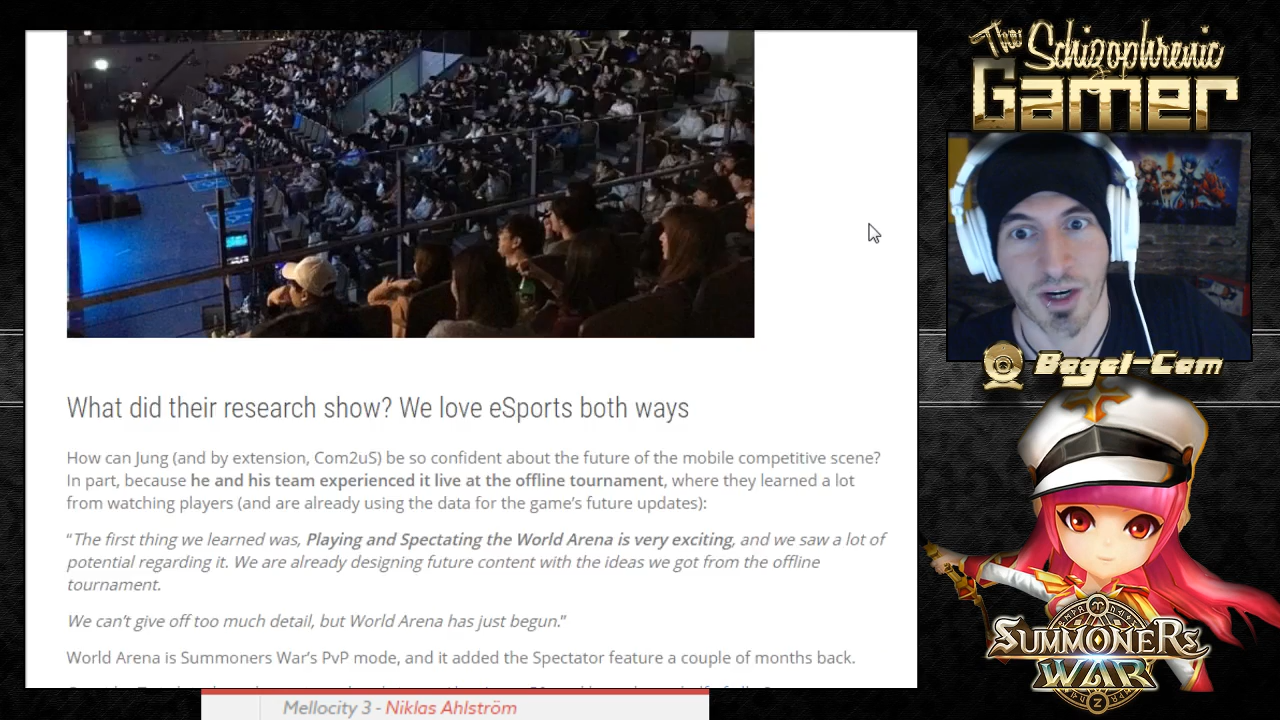 The Schizophrenic
Gamer
What did their research show? We love eSports both ways
How can Jung (and by extension, Com2uS) be so confident about the future of the mobile competitive scene?
In part, because he and his team experienced it live at the offline tournament, where they learned a lot
from watching players (and are already using the data for the game’s future updates):
“The first thing we learned was, Playing and Spectating the World Arena is very exciting, and we saw a lot of
potential regarding it. We are already designing future content with the ideas we got from the offline
tournament.
We can’t give off too much detail, but World Arena has just begun.”
World Arena is Summoners War’s PvP mode, and it added the Spectator feature a couple of months back.
Mellocity 3 - Niklas Ahlström
Bagel-Cam
SUMMONERS
WAR